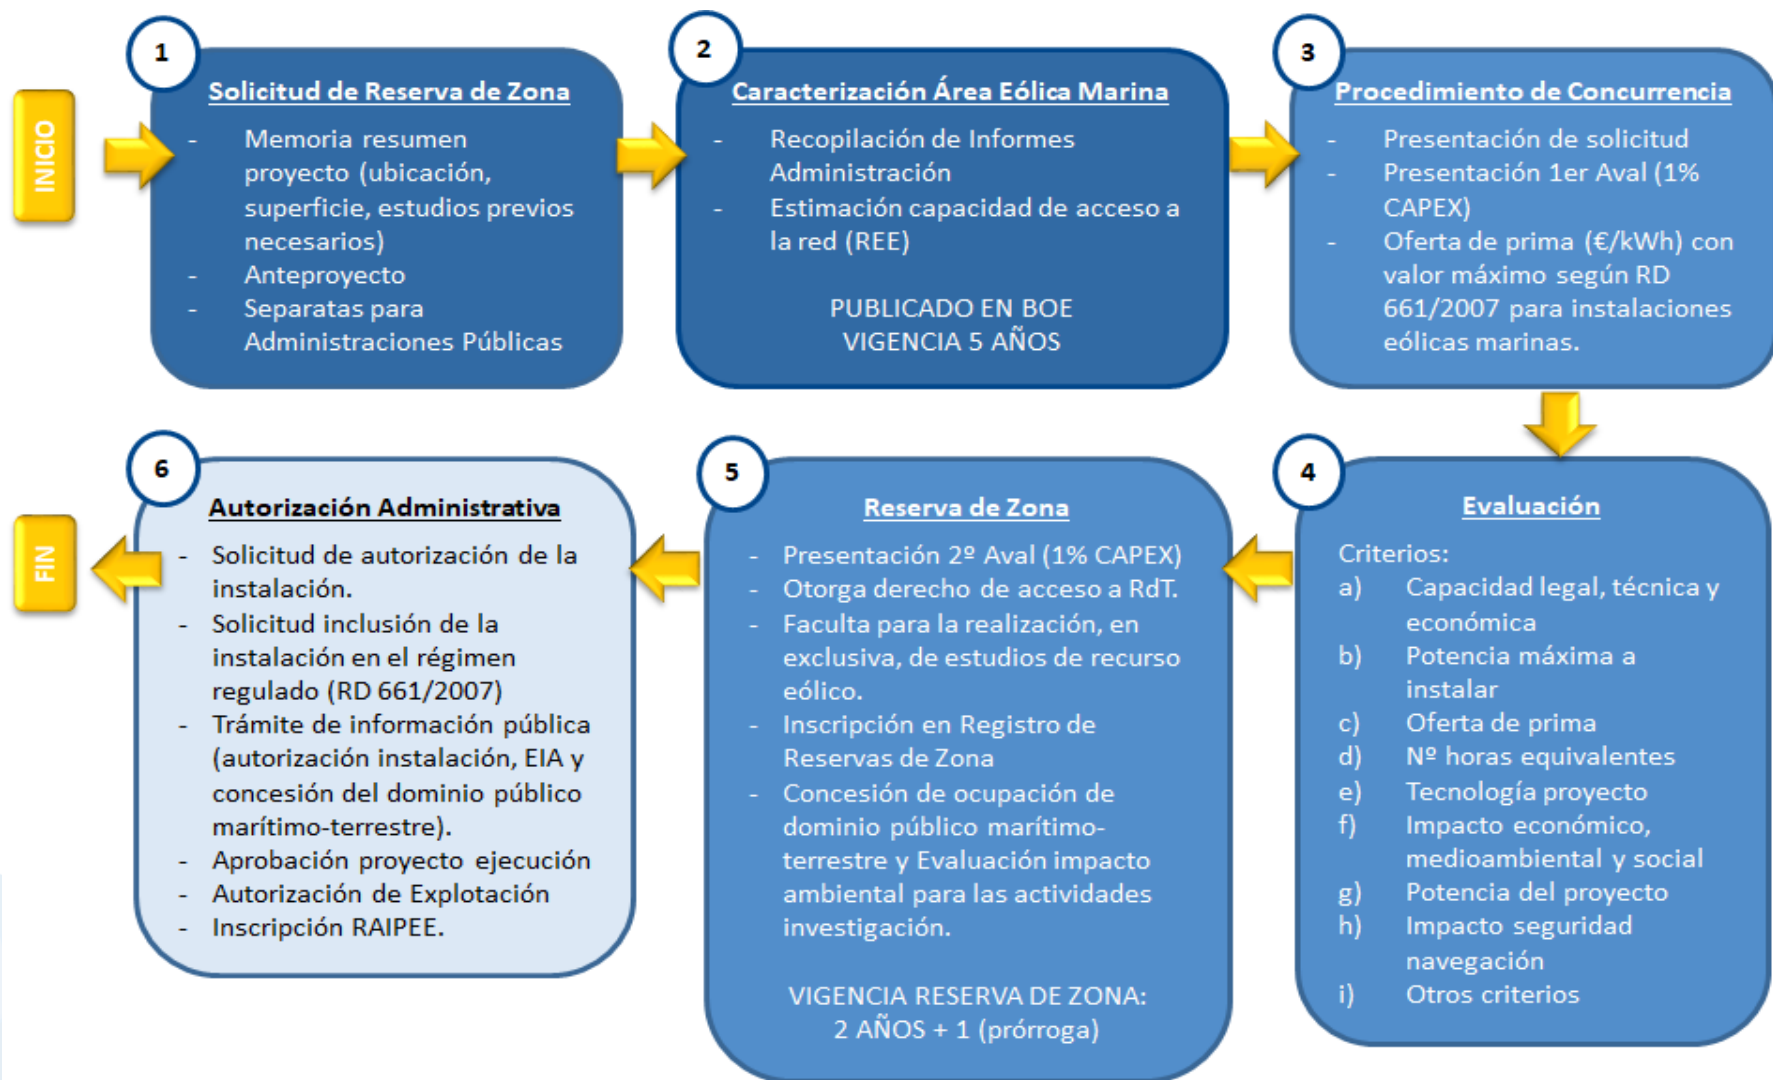 INICIO
1
Solicitud de Reserva de Zona
- Memoria resumen
proyecto (ubicación,
superficie, estudios previos
necesarios)
- Anteproyecto
- Separatas para
Administraciones Públicas
2
Caracterización Área Eólica Marina
- Recopilación de Informes
Administración
- Estimación capacidad de acceso a
la red (REE)
PUBLICADO EN BOE
VIGENCIA 5 AÑOS
3
Procedimiento de Concurrencia
- Presentación de solicitud
- Presentación 1er Aval (1%
CAPEX)
- Oferta de prima (€/kWh) con
valor máximo según RD
661/2007 para instalaciones
eólicas marinas.
4
Evaluación
Criterios:
a) Capacidad legal, técnica y
económica
b) Potencia máxima a
instalar
c) Oferta de prima
d) Nº horas equivalentes
e) Tecnología proyecto
f) Impacto económico,
medioambiental y social
g) Potencia del proyecto
h) Impacto seguridad
navegación
i) Otros criterios
5
Reserva de Zona
- Presentación 2º Aval (1% CAPEX)
- Otorga derecho de acceso a RdT.
- Faculta para la realización, en
exclusiva, de estudios de recurso
eólico.
- Inscripción en Registro de
Reservas de Zona
- Concesión de ocupación de
dominio público marítimo-
terrestre y Evaluación impacto
ambiental para las actividades
investigación.
VIGENCIA RESERVA DE ZONA:
2 AÑOS + 1 (prórroga)
6
Autorización Administrativa
- Solicitud de autorización de la
instalación.
- Solicitud inclusión de la
instalación en el régimen
regulado (RD 661/2007)
- Trámite de información pública
(autorización instalación, EIA y
concesión del dominio público
marítimo-terrestre).
- Aprobación proyecto ejecución
- Autorización de Explotación
- Inscripción RAIPEE.
FIN